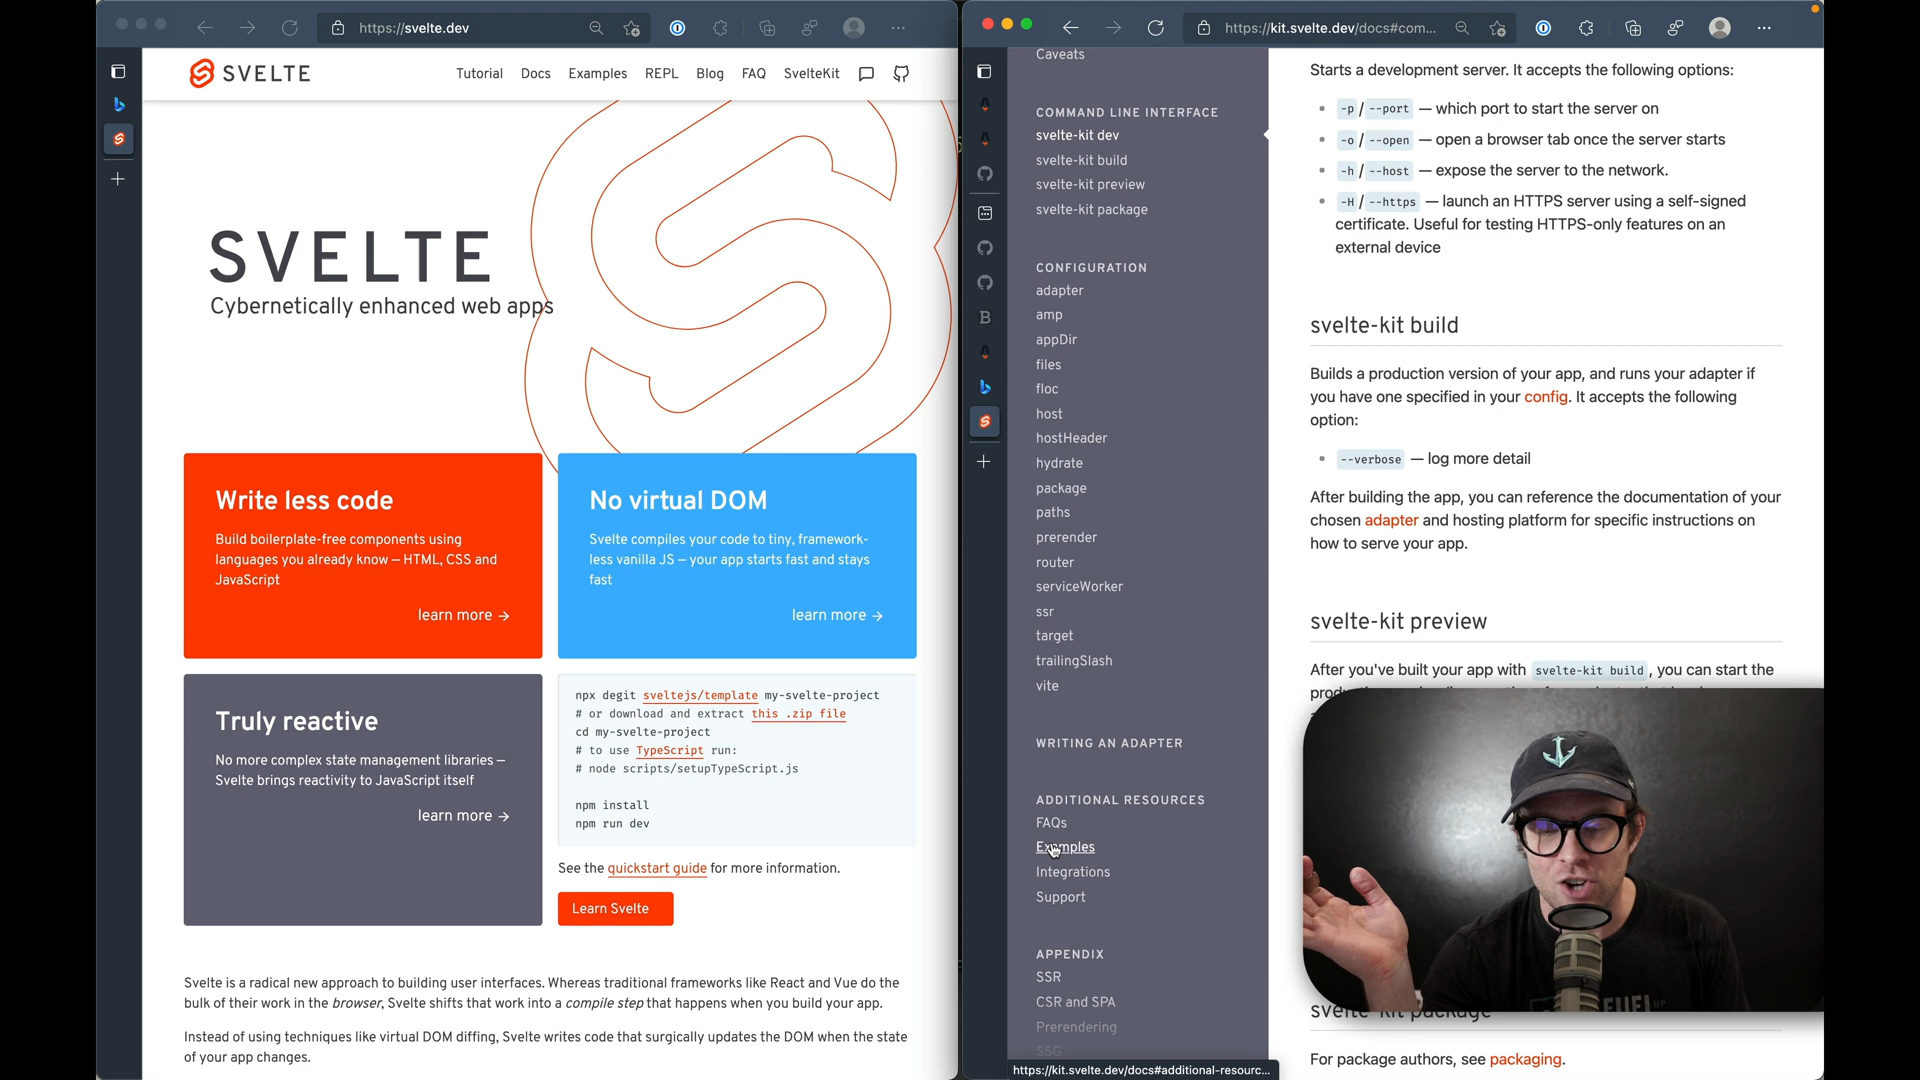 https://svelte.dev
SVELTE
Tutorial Docs Examples REPL Blog FAQ SvelteKit
SVELTE
Cybernetically enhanced web apps
Write less code
Build boilerplate-free components using
languages you already know — HTML, CSS and
JavaScript
learn more →
No virtual DOM
Svelte compiles your code to tiny, framework-
less vanilla JS — your app starts fast and stays
fast
learn more →
Truly reactive
No more complex state management libraries —
Svelte brings reactivity to JavaScript itself
learn more →
npx degit sveltejs/template my-svelte-project
# or download and extract this .zip file
cd my-svelte-project
# to use TypeScript run:
# node scripts/setupTypeScript.js
npm install
npm run dev
See the quickstart guide for more information.
Learn Svelte
Svelte is a radical new approach to building user interfaces. Whereas traditional frameworks like React and Vue do the
bulk of their work in the browser, Svelte shifts that work into a compile step that happens when you build your app.
Instead of using techniques like virtual DOM diffing, Svelte writes code that surgically updates the DOM when the state
of your app changes.
https://kit.svelte.dev/docs#com...
Caveats
COMMAND LINE INTERFACE
svelte-kit dev
svelte-kit build
svelte-kit preview
svelte-kit package
CONFIGURATION
adapter
amp
appDir
files
floc
host
hostHeader
hydrate
package
paths
prerender
router
serviceWorker
ssr
target
trailingSlash
vite
WRITING AN ADAPTER
ADDITIONAL RESOURCES
FAQs
Examples
Integrations
Support
APPENDIX
SSR
CSR and SPA
Prerendering
SSG
https://kit.svelte.dev/docs#additional-resourc...
Starts a development server. It accepts the following options:
-p / --port — which port to start the server on
-o / --open — open a browser tab once the server starts
-h / --host — expose the server to the network.
-H / --https — launch an HTTPS server using a self-signed
certificate. Useful for testing HTTPS-only features on an
external device
svelte-kit build
Builds a production version of your app, and runs your adapter if
you have one specified in your config. It accepts the following
option:
--verbose — log more detail
After building the app, you can reference the documentation of your
chosen adapter and hosting platform for specific instructions on
how to serve your app.
svelte-kit preview
After you've built your app with svelte-kit build, you can start the
svelte-kit package
For package authors, see packaging.